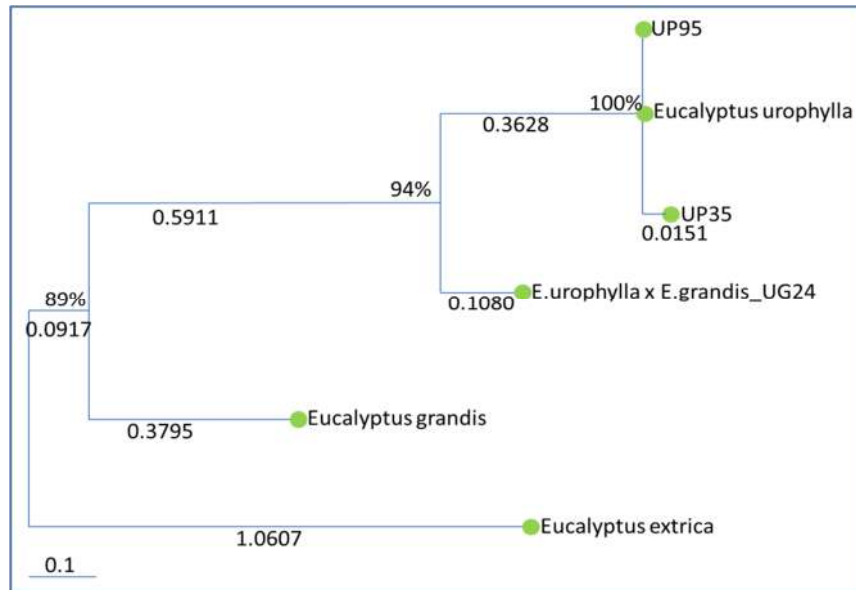 UP95
100%
Eucalyptus urophylla
0.3628
94%
0.5911
UP35
0.0151
E.urophylla x E.grandis_UG24
0.1080
89%
0.0917
Eucalyptus grandis
0.3795
Eucalyptus extrica
1.0607
0.1